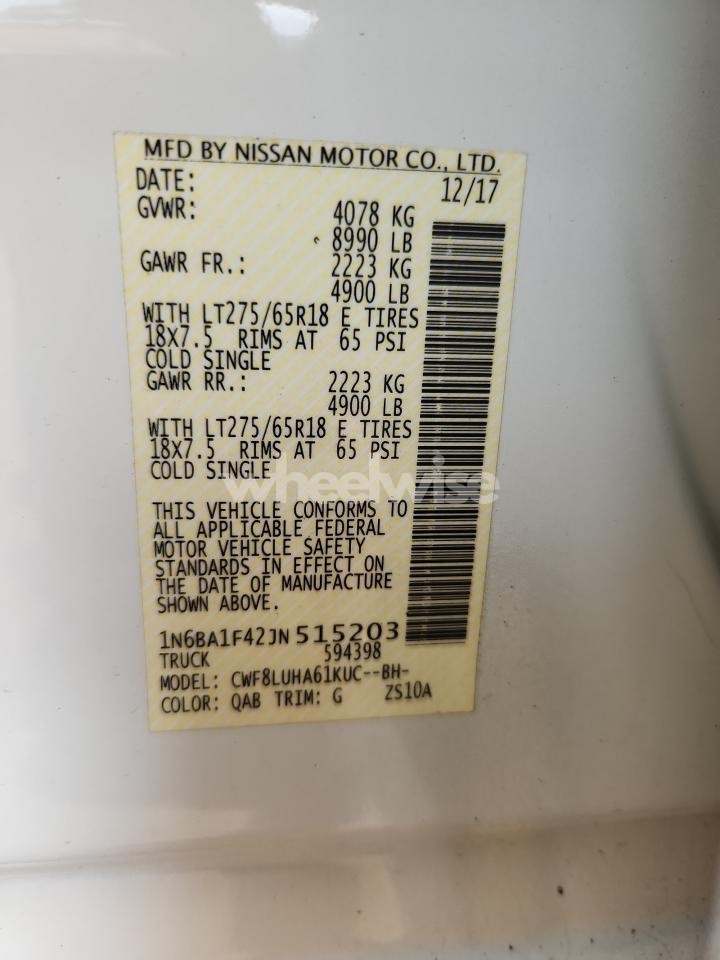 MFD BY NISSAN MOTOR CO., LTD.
DATE: 12/17
GVWR: 4078 KG
8990 LB
GAWR FR.: 2223 KG
4900 LB
WITH LT275/65R18 E TIRES
18X7.5 RIMS AT 65 PSI
COLD SINGLE
GAWR RR.: 2223 KG
4900 LB
WITH LT275/65R18 E TIRES
18X7.5 RIMS AT 65 PSI
COLD SINGLE
wheelwise
THIS VEHICLE CONFORMS TO
ALL APPLICABLE FEDERAL
MOTOR VEHICLE SAFETY
STANDARDS IN EFFECT ON
THE DATE OF MANUFACTURE
SHOWN ABOVE.
1N6BA1F42JN515203
TRUCK 594398
MODEL: CWF8LUHA61KUC--BH-
COLOR: QAB TRIM: G ZS10A